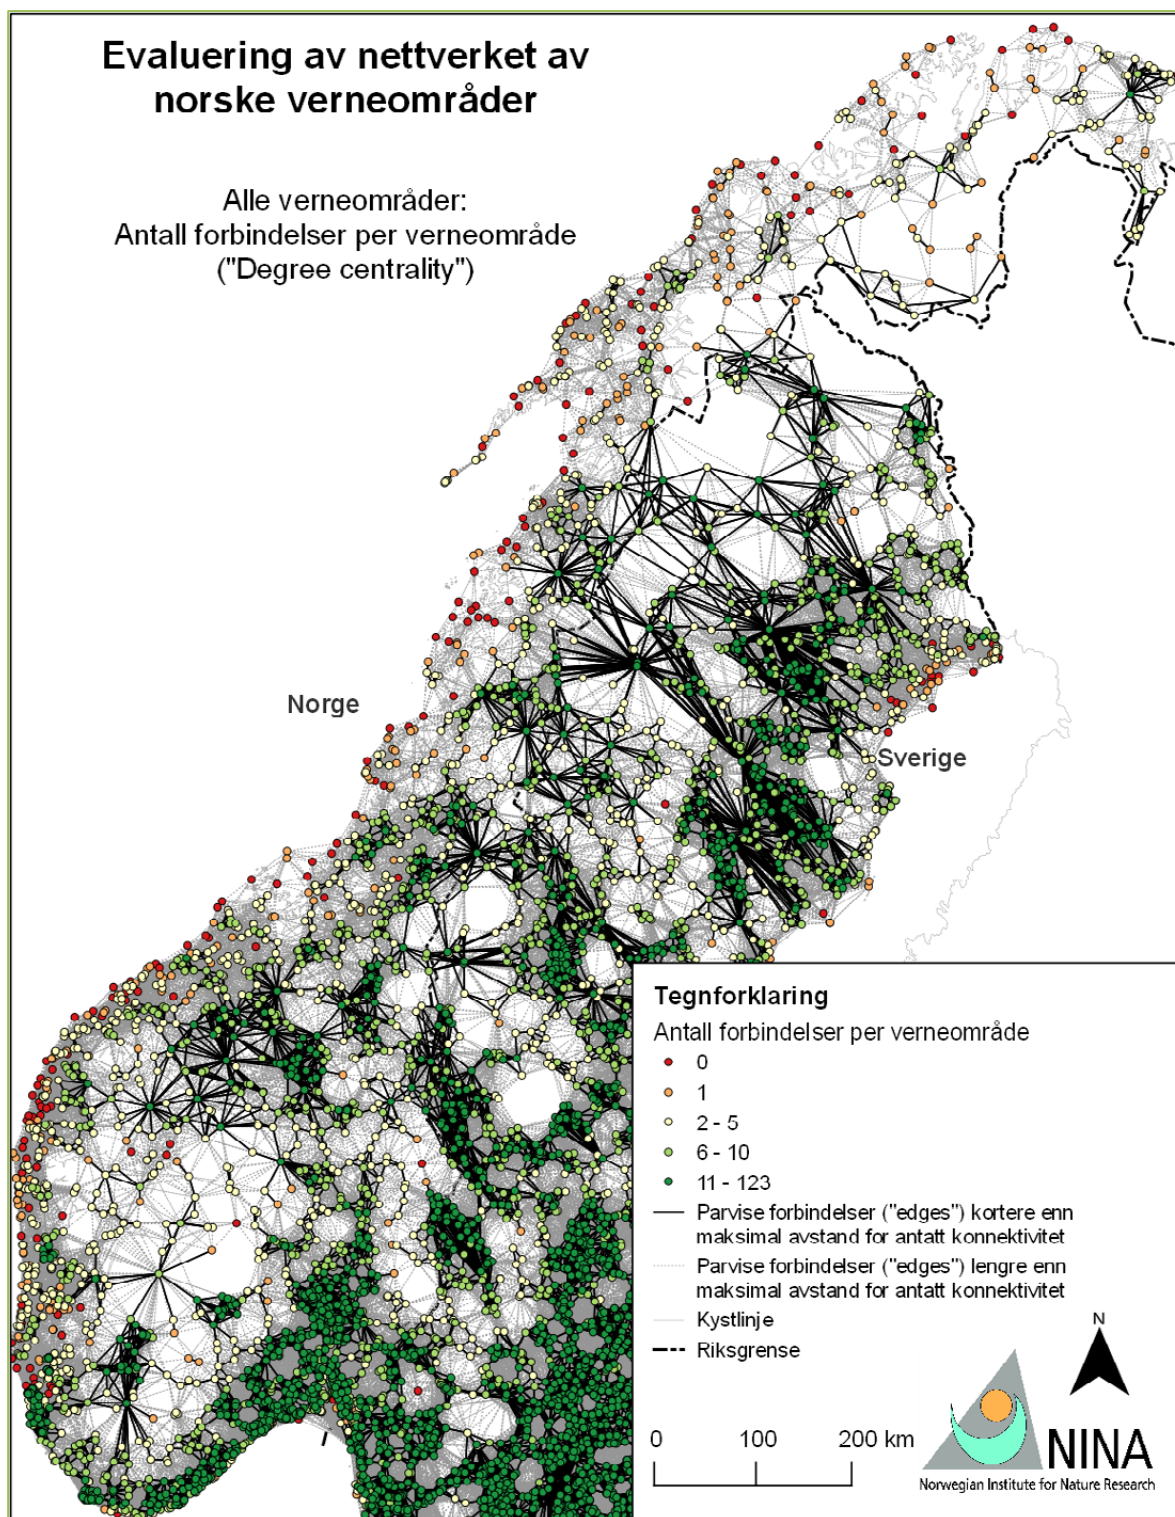 Evaluering av nettverket av
norske verneområder
Alle verneområder:
Antall forbindelser per verneområde
("Degree centrality")
Norge
Sverige
Tegnforklaring
Antall forbindelser per verneområde
0
1
2 - 5
6 - 10
11 - 123
Parvise forbindelser ("edges") kortere enn
maksimal avstand for antatt konnektivitet
Parvise forbindelser ("edges") lengre enn
maksimal avstand for antatt konnektivitet
Kystlinje
Riksgrense
N
0 100 200 km
NINA
Norwegian Institute for Nature Research